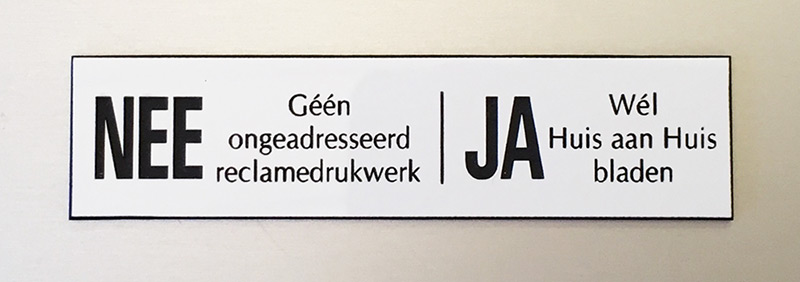 NEE
Géén
ongeadresseerd
reclamedrukwerk
JA
Wél
Huis aan Huis
bladen